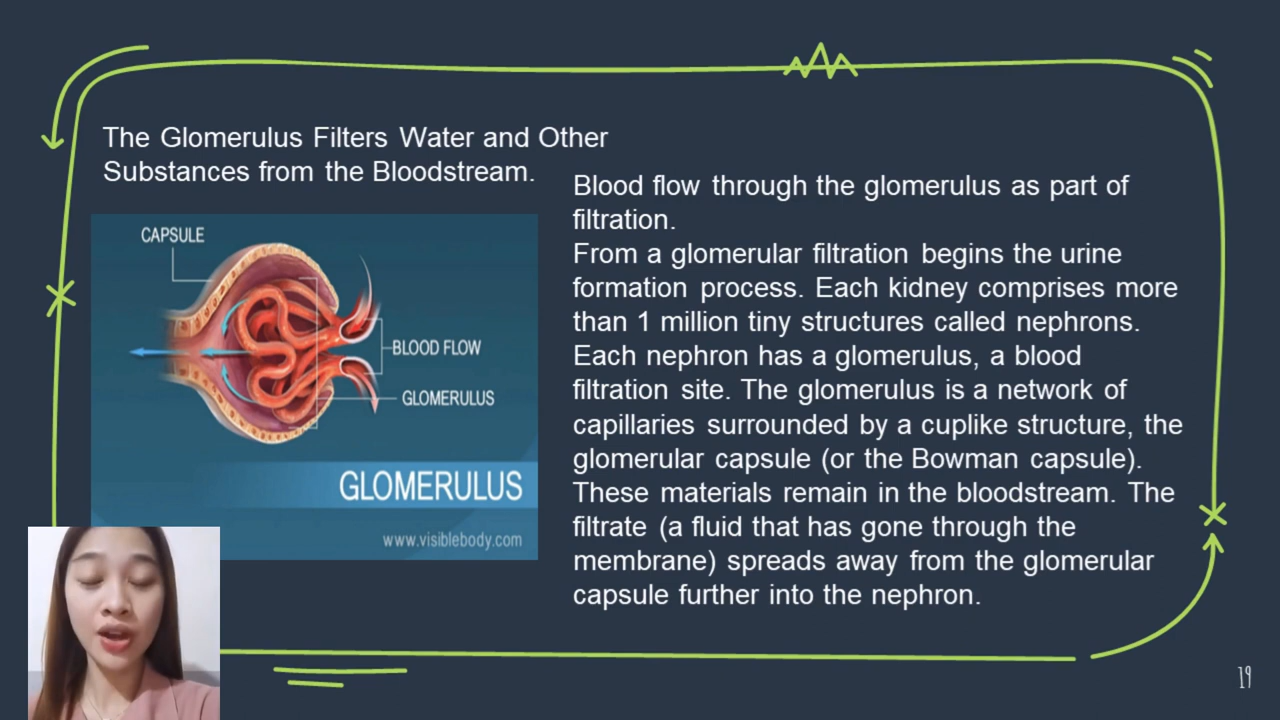 The Glomerulus Filters Water and Other
Substances from the Bloodstream.
CAPSULE
BLOOD FLOW
GLOMERULUS
GLOMERULUS
www.visiblebody.com
Blood flow through the glomerulus as part of
filtration.
From a glomerular filtration begins the urine
formation process. Each kidney comprises more
than 1 million tiny structures called nephrons.
Each nephron has a glomerulus, a blood
filtration site. The glomerulus is a network of
capillaries surrounded by a cuplike structure, the
glomerular capsule (or the Bowman capsule).
These materials remain in the bloodstream. The
filtrate (a fluid that has gone through the
membrane) spreads away from the glomerular
capsule further into the nephron.
19